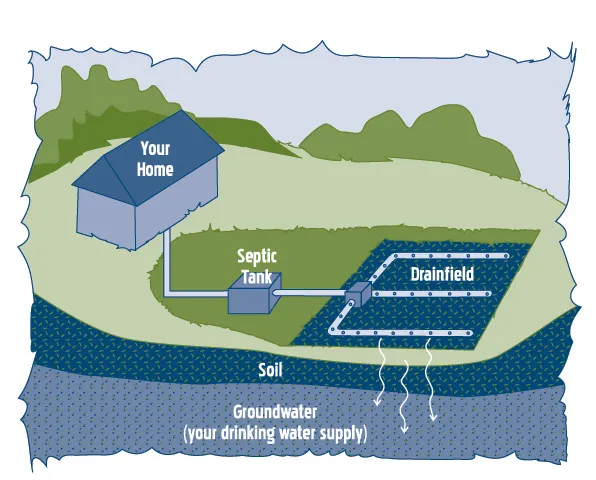 Your
Home
Septic
Tank
Drainfield
Soil
Groundwater
(your drinking water supply)